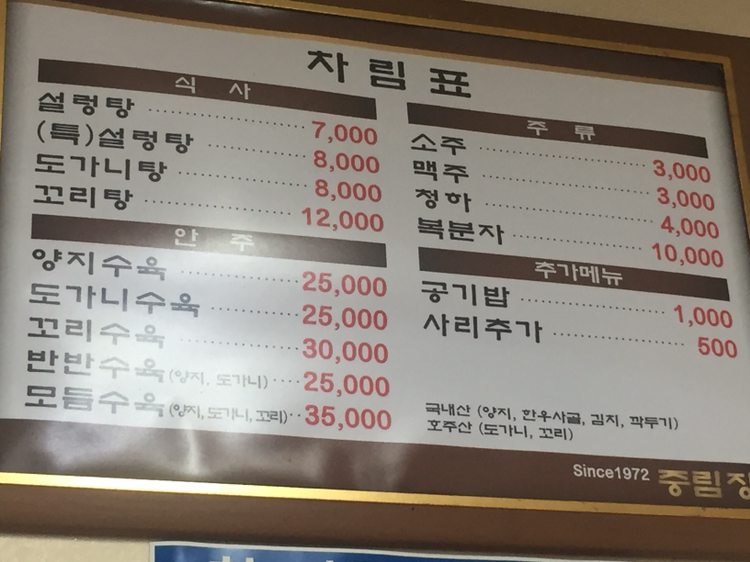 차림표
식사
설렁탕 7,000
(특)설렁탕 8,000
도가니탕 8,000
꼬리탕 12,000
안주
양지수육 25,000
도가니수육 25,000
꼬리수육 30,000
반반수육(양지, 도가니) 25,000
모듬수육(양지, 도가니, 꼬리) 35,000
주류
소주 3,000
맥주 3,000
청하 4,000
복분자 10,000
추가메뉴
공기밥 1,000
사리추가 500
국내산 (양지, 한우사골, 김치, 깍두기)
호주산 (도가니, 꼬리)
Since1972 중림장